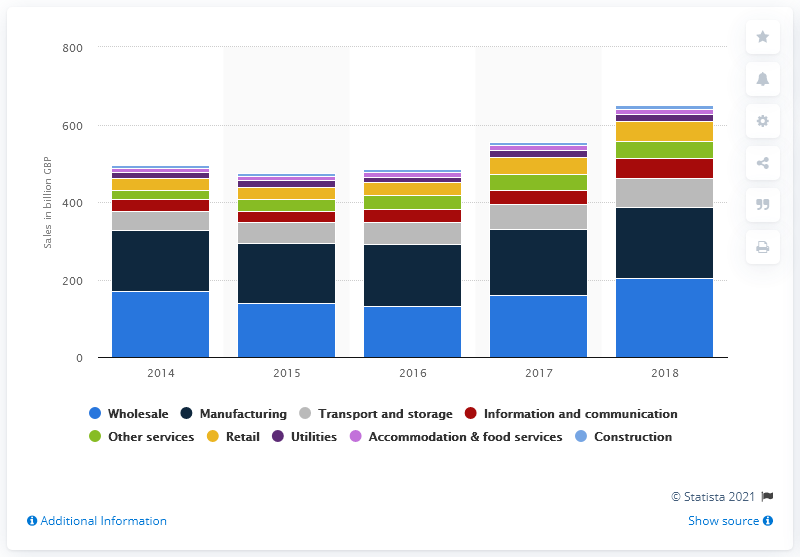 800
600
400
200
0
Sales in billion GBP
2014 2015 2016 2017 2018
Wholesale Manufacturing Transport and storage Information and communication
Other services Retail Utilities Accommodation & food services Construction
© Statista 2021
Additional Information Show source